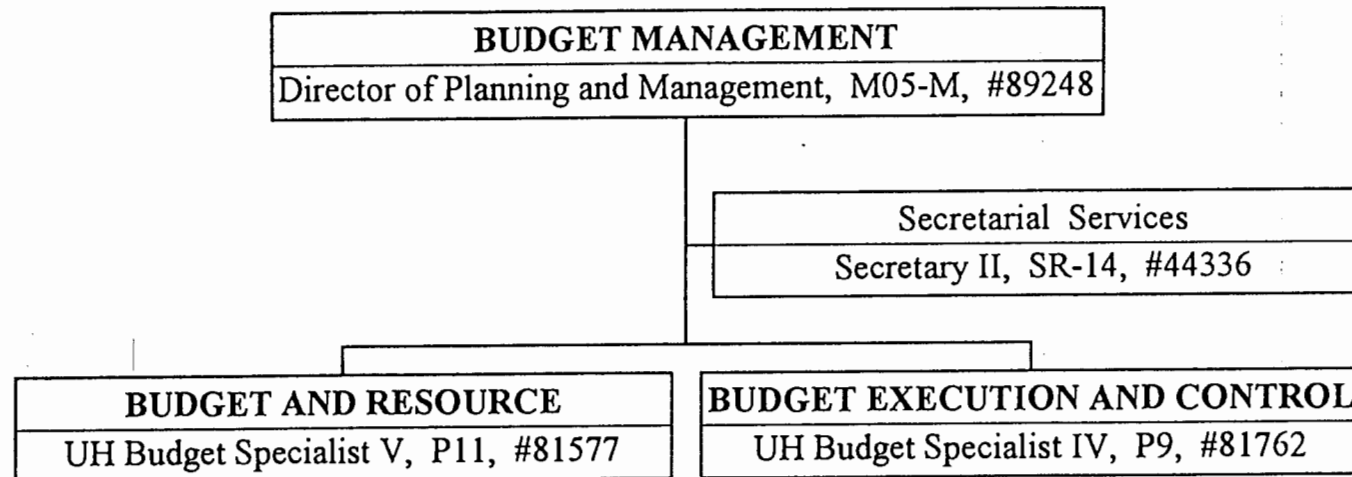 BUDGET MANAGEMENT
Director of Planning and Management, M05-M, #89248
Secretarial Services
Secretary II, SR-14, #44336
BUDGET AND RESOURCE
UH Budget Specialist V, P11, #81577
BUDGET EXECUTION AND CONTROL
UH Budget Specialist IV, P9, #81762